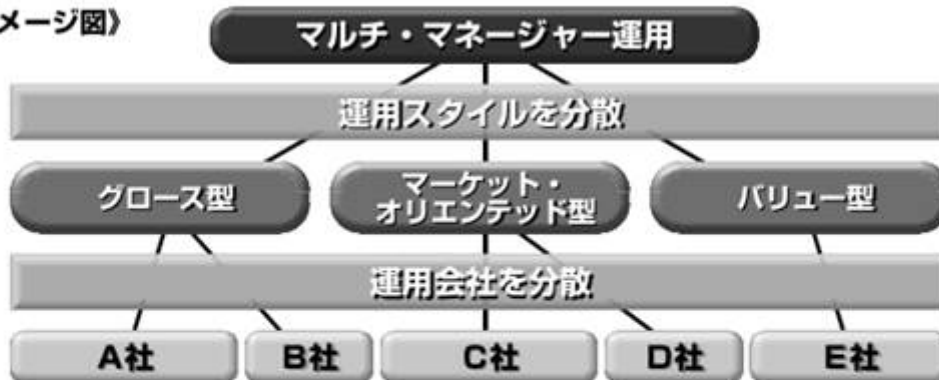 メージ図》
マルチ・マネージャー運用
運用スタイルを分散
グロース型
マーケット・
オリエンテッド型
バリュー型
運用会社を分散
A社
B社
C社
D社
E社